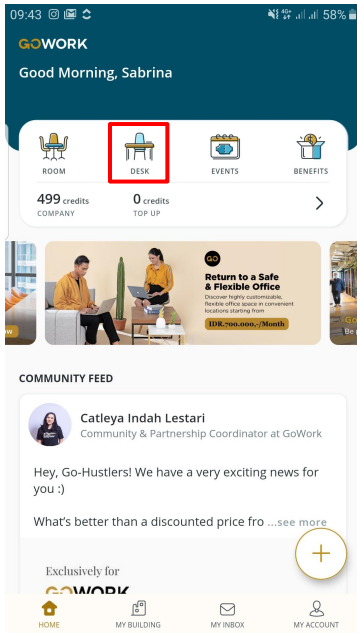 09:43 4G+ 58%
GOWORK
Good Morning, Sabrina
ROOM DESK EVENTS BENEFITS
499 credits 0 credits
COMPANY TOP UP
GO
Return to a Safe
& Flexible Office
Discover highly customizable,
flexible office space in convenient
locations starting from
IDR.700.000,-/Month
COMMUNITY FEED
Catleya Indah Lestari
Community & Partnership Coordinator at GoWork
Hey, Go-Hustlers! We have a very exciting news for
you :)
What's better than a discounted price fro ...see more
Exclusively for
GOWORK
HOME MY BUILDING MY INBOX MY ACCOUNT